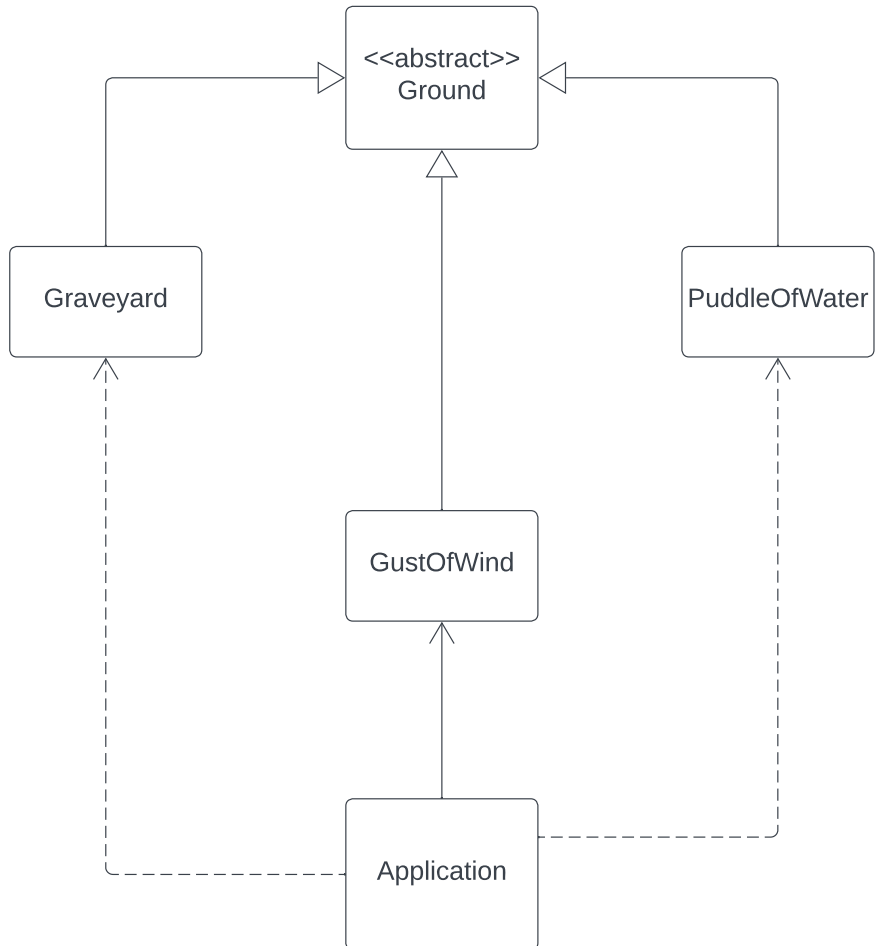 <<abstract>>
Ground
Graveyard
PuddleOfWater
GustOfWind
Application